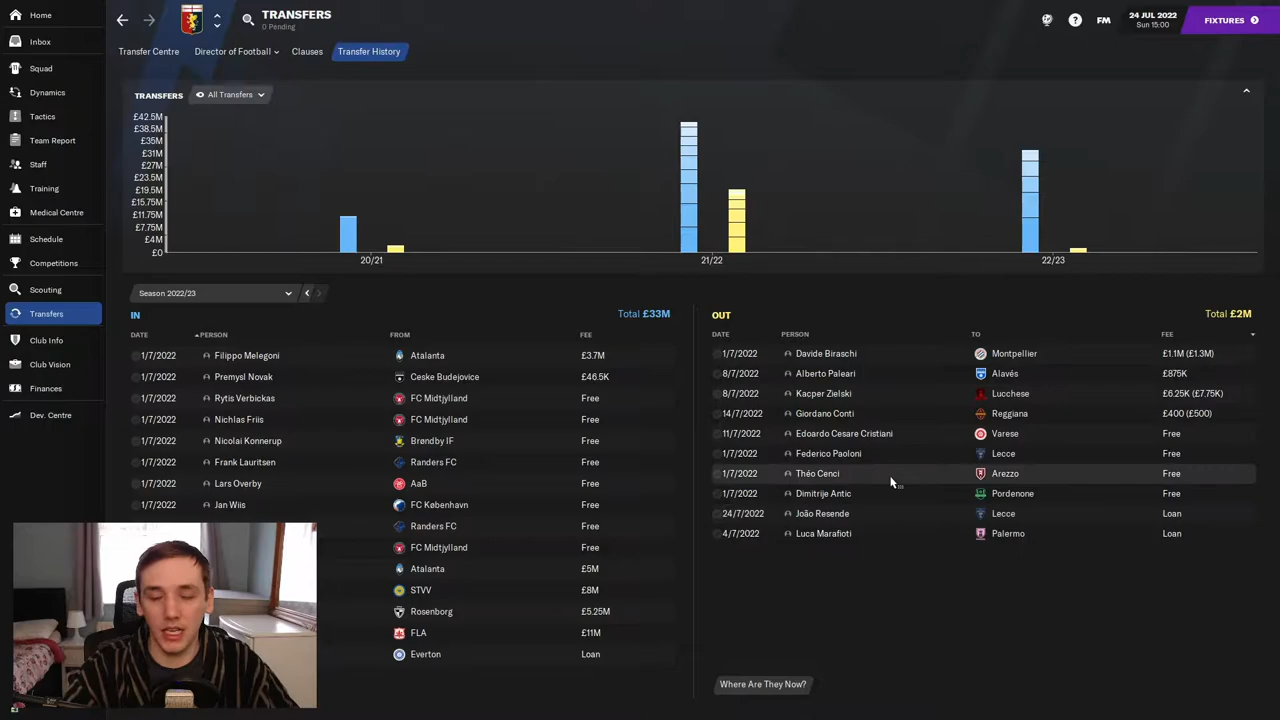 Home
Inbox
Squad
Dynamics
Tactics
Team Report
Staff
Training
Medical Centre
Schedule
Competitions
Scouting
Transfers
Club Info
Club Vision
Finances
Dev. Centre
TRANSFERS
0 Pending
FM
24 JUL 2022
Sun 15:00
FIXTURES
Transfer Centre
Director of Football
Clauses
Transfer History
TRANSFERS
All Transfers
£42.5M
£38.5M
£35M
£31M
£27M
£23.5M
£19.5M
£15.75M
£11.75M
£7.75M
£4M
£0
20/21
21/22
22/23
Season 2022/23
IN
Total £33M
DATE PERSON FROM FEE
1/7/2022 Filippo Melegoni Atalanta £3.7M
1/7/2022 Premysl Novak Ceske Budejovice £46.5K
1/7/2022 Rytis Verbickas FC Midtjylland Free
1/7/2022 Nichlas Friis FC Midtjylland Free
1/7/2022 Nicolai Konnerup Brøndby IF Free
1/7/2022 Frank Lauritsen Randers FC Free
1/7/2022 Lars Overby AaB Free
1/7/2022 Jan Wiis FC København Free
Randers FC Free
FC Midtjylland Free
Atalanta £5M
STVV £8M
Rosenborg £5.25M
FLA £11M
Everton Loan
OUT
Total £2M
DATE PERSON TO FEE
1/7/2022 Davide Biraschi Montpellier £1.1M (£1.3M)
8/7/2022 Alberto Paleari Alavés £875K
8/7/2022 Kacper Zielski Lucchese £6.25K (£7.75K)
14/7/2022 Giordano Conti Reggiana £400 (£500)
11/7/2022 Edoardo Cesare Cristiani Varese Free
1/7/2022 Federico Paoloni Lecce Free
1/7/2022 Théo Cenci Arezzo Free
1/7/2022 Dimitrije Antic Pordenone Free
24/7/2022 João Resende Lecce Loan
4/7/2022 Luca Marafioti Palermo Loan
Where Are They Now?